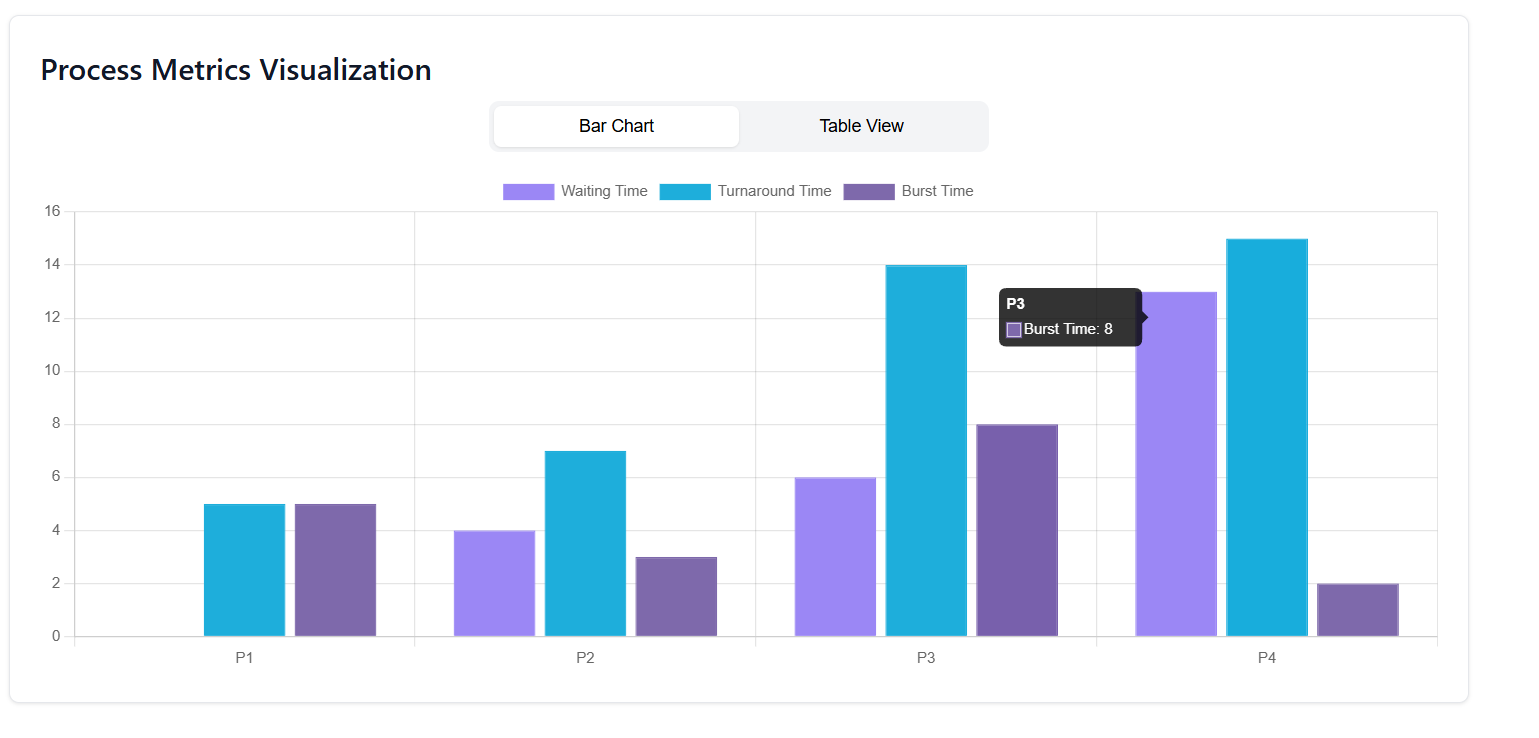 Process Metrics Visualization
Bar Chart Table View
Waiting Time Turnaround Time Burst Time
16
14
P3
12
Burst Time: 8
10
8
6
4
2
0
P1 P2 P3 P4